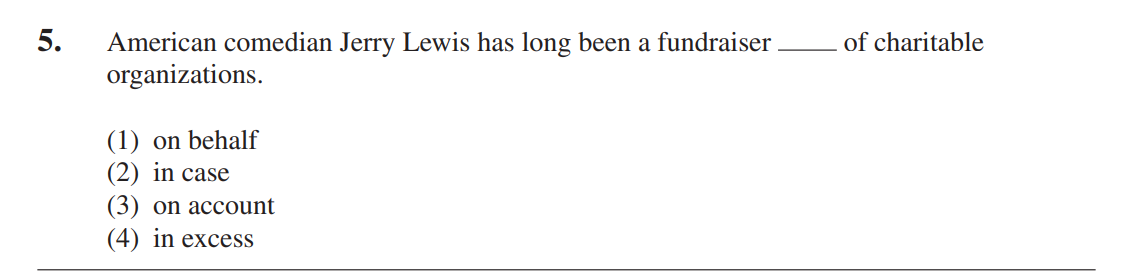 5. American comedian Jerry Lewis has long been a fundraiser ____ of charitable
organizations.
(1) on behalf
(2) in case
(3) on account
(4) in excess